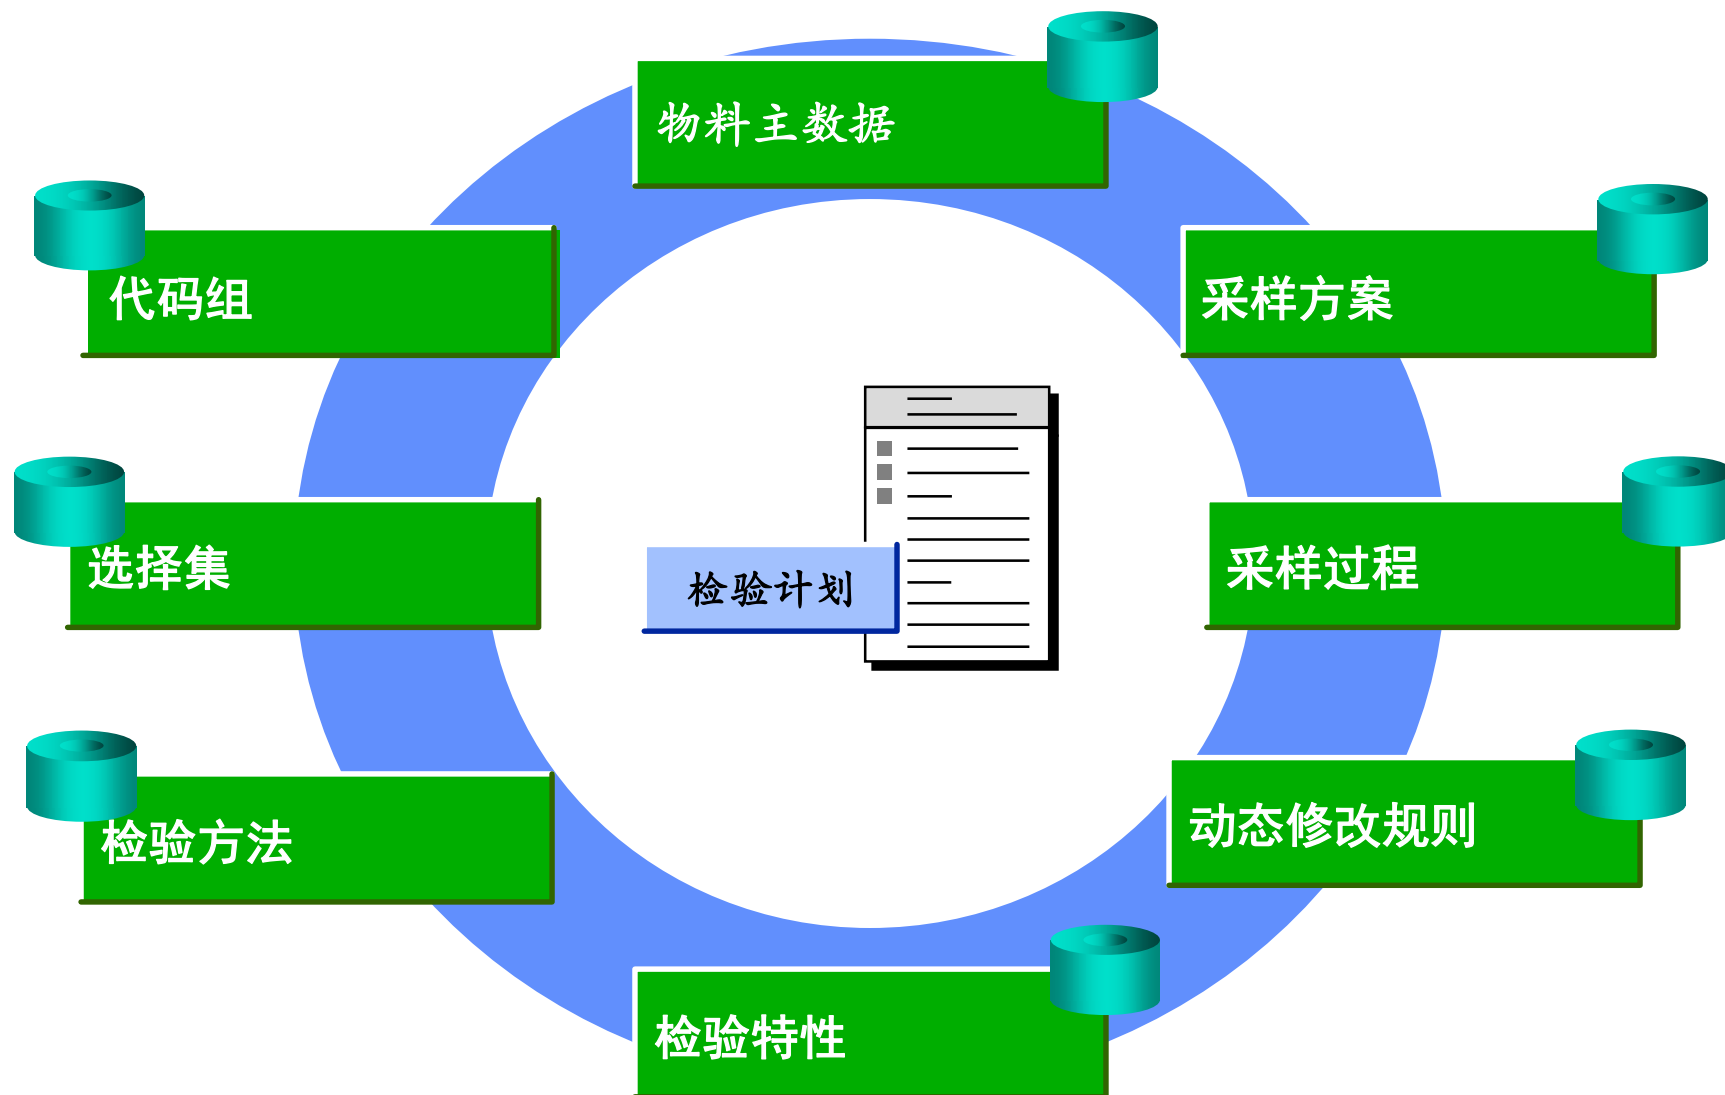 物料主数据
代码组
采样方案
选择集
检验计划
采样过程
检验方法
动态修改规则
检验特性